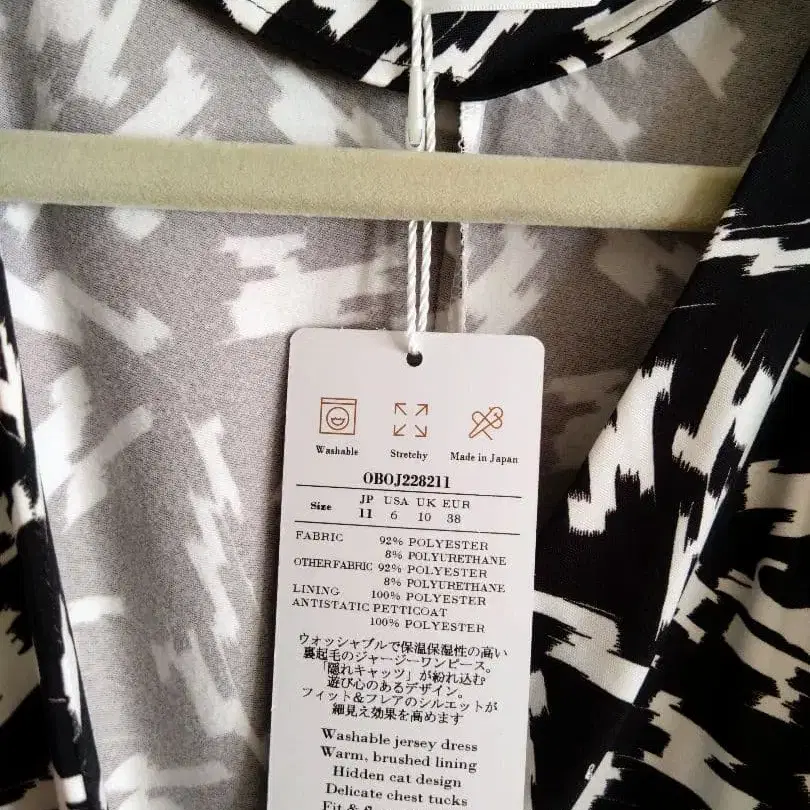 Washable Stretchy Made in Japan
OBOJ228211
Size JP USA UK EUR
11 6 10 38
FABRIC 92% POLYESTER
8% POLYURETHANE
OTHERFABRIC 92% POLYESTER
8% POLYURETHANE
LINING 100% POLYESTER
ANTISTATIC PETTICOAT
100% POLYESTER
ウォッシャブルで保温保湿性の高い
裏起毛のジャージーワンピース。
「隠れキャッツ」が紛れ込む
遊び心のあるデザイン。
フィット&フレアのシルエットが
細見え効果を高めます
Washable jersey dress
Warm, brushed lining
Hidden cat design
Delicate chest tucks
Fit &